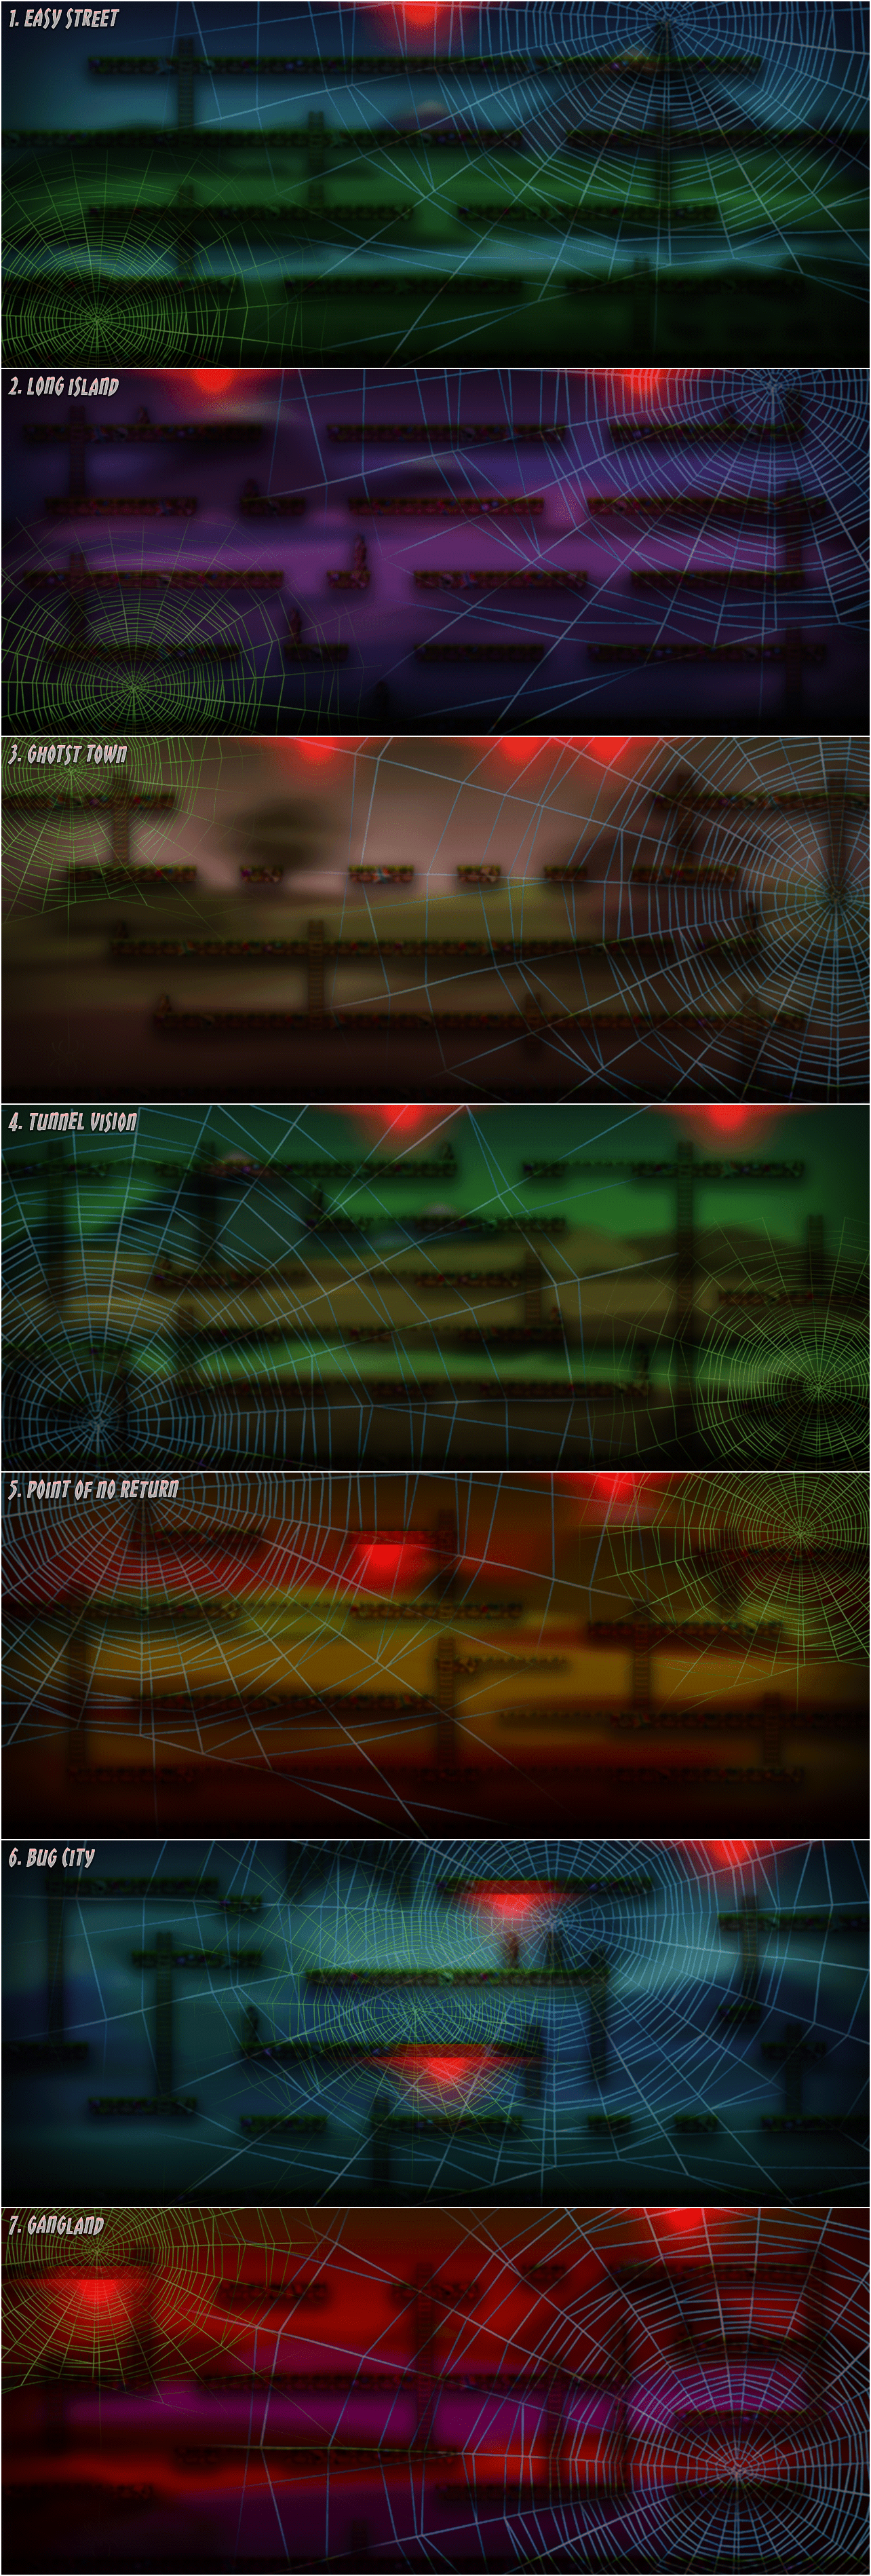 1. EASY STREET
2. LONG ISLAND
3. GHOTST TOWN
4. TUNNEL VISION
5. POINT OF NO RETURN
6. BUG CITY
7. GANGLAND